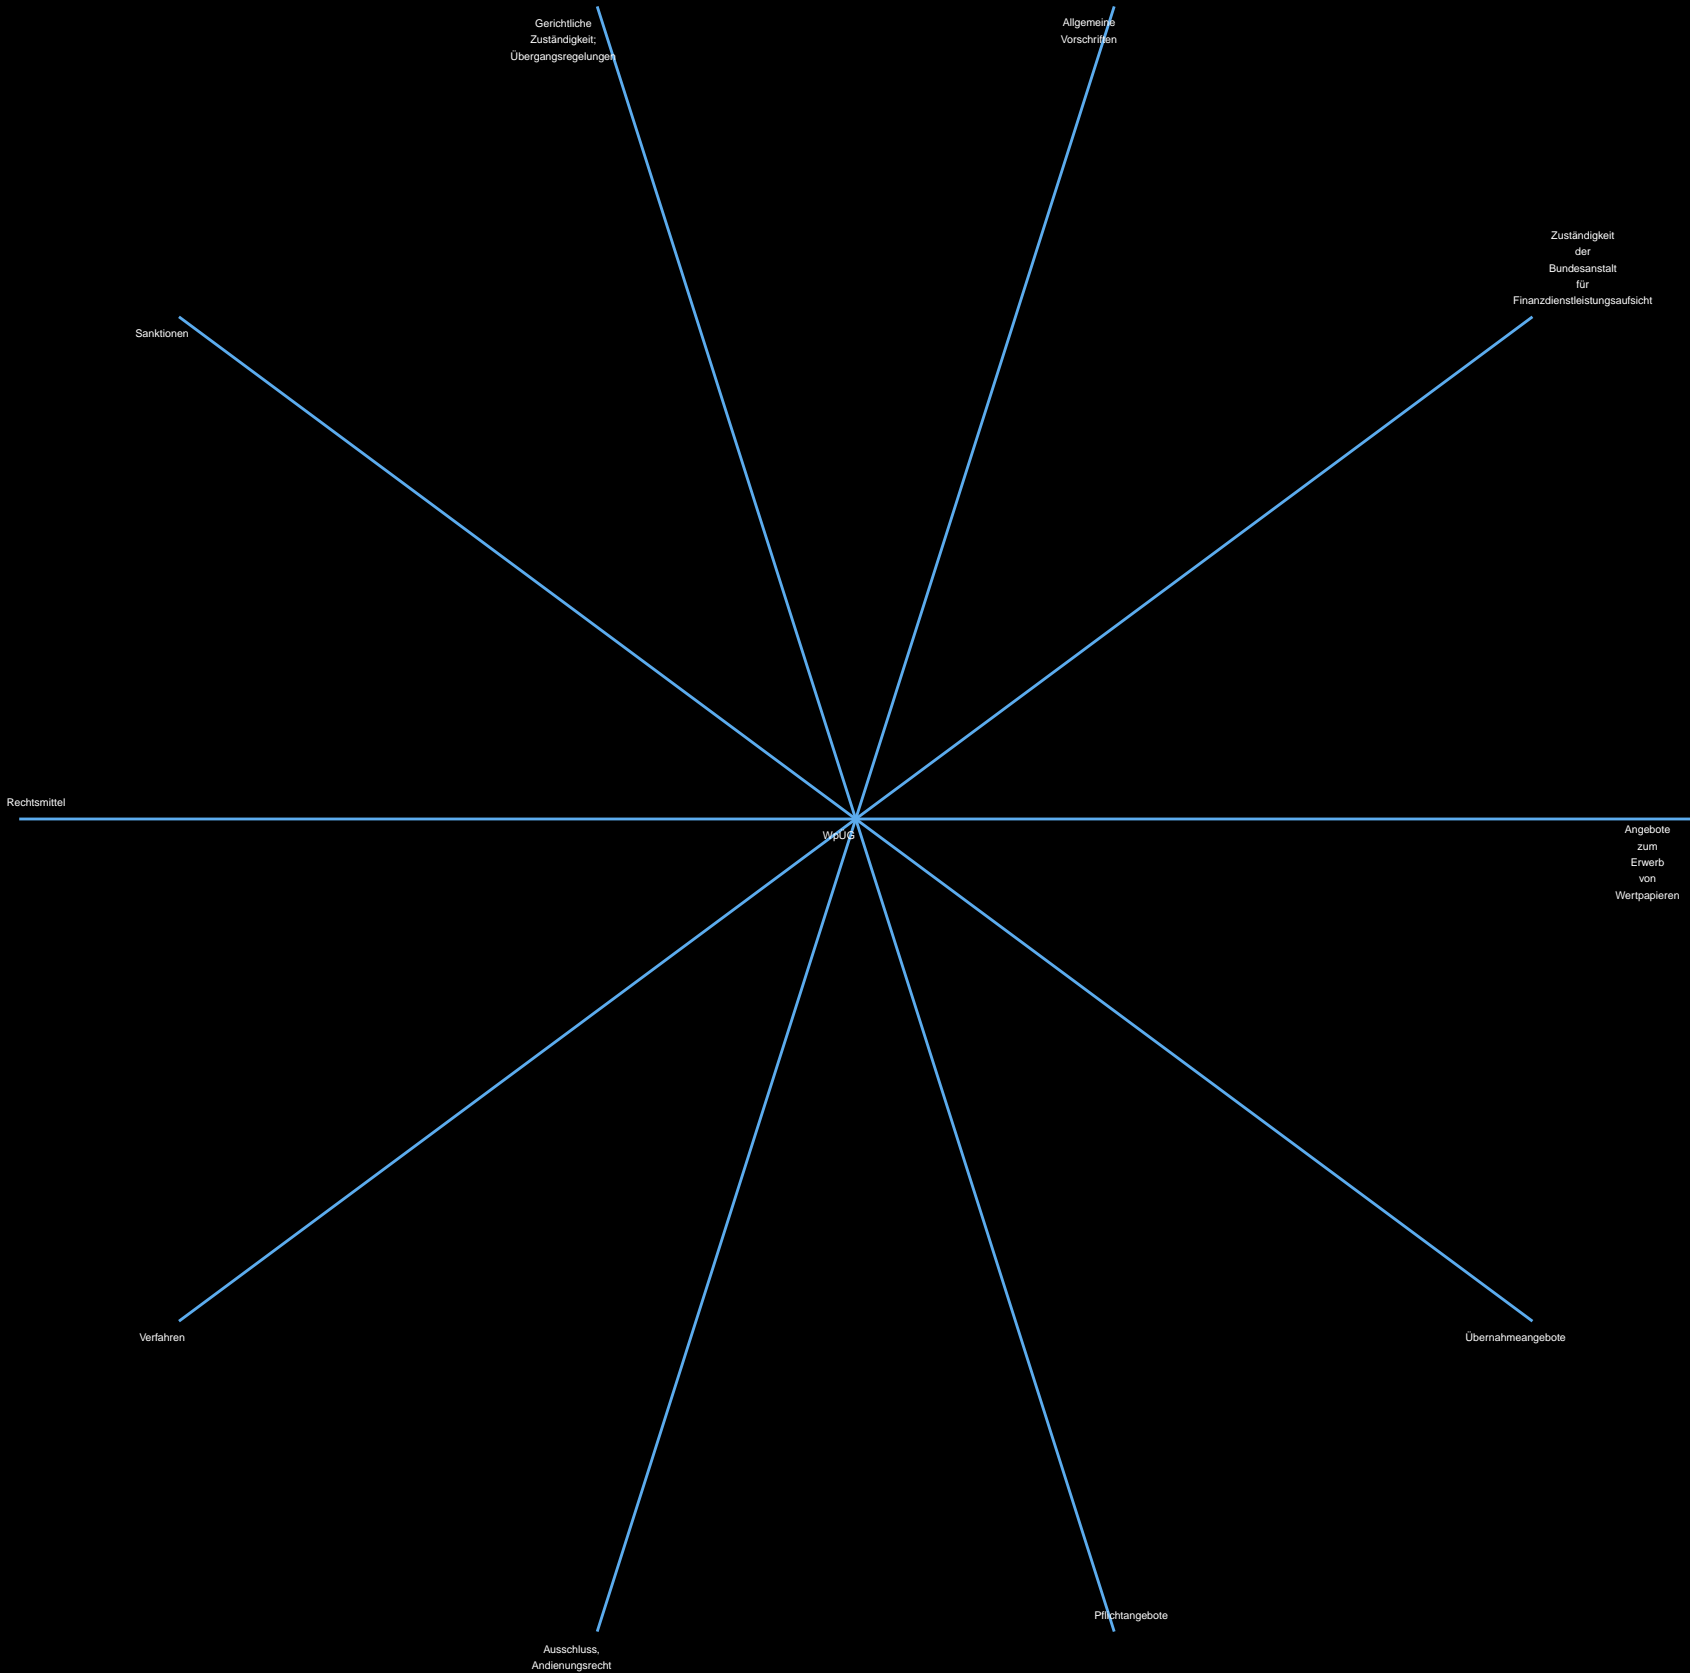 Gerichtliche
Zuständigkeit;
Übergangsregelungen
Allgemeine
Vorschriften
Zuständigkeit
der
Bundesanstalt
für
Finanzdienstleistungsaufsicht
Sanktionen
Rechtsmittel
WpÜG
Angebote
zum
Erwerb
von
Wertpapieren
Verfahren
Übernahmeangebote
Pflichtangebote
Ausschluss,
Andienungsrecht